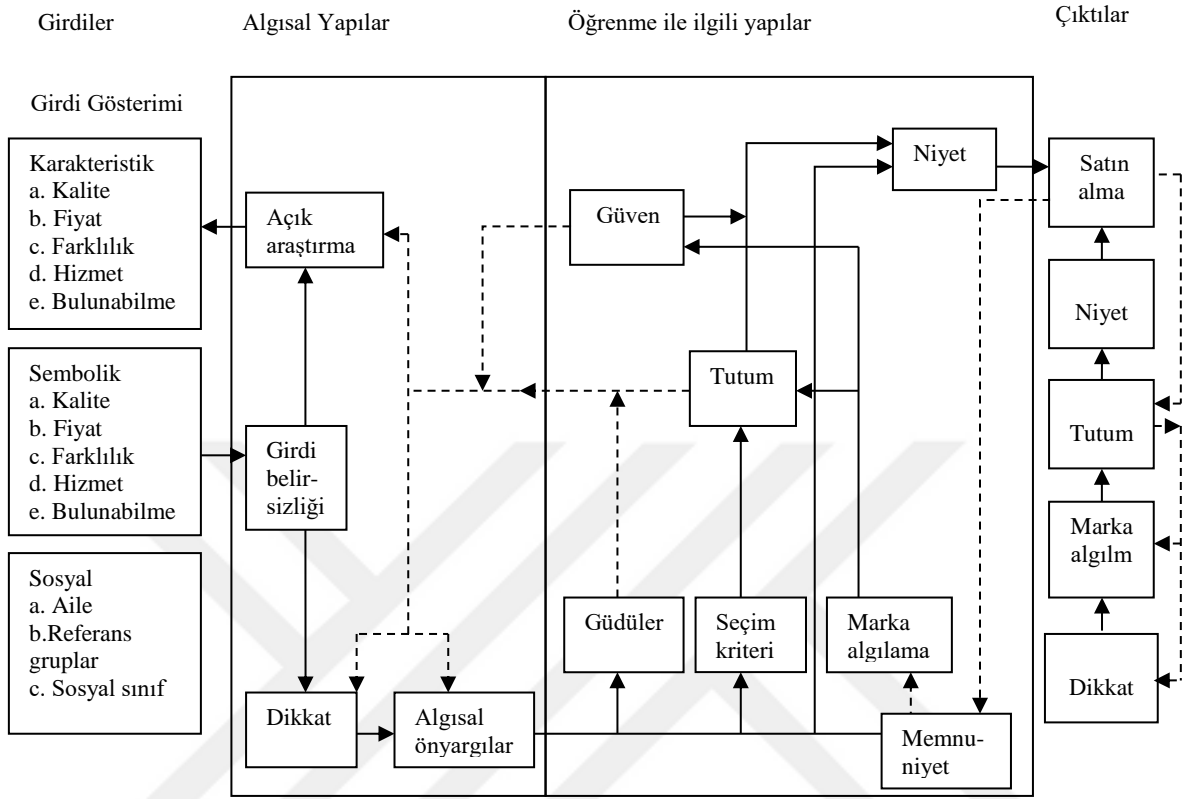 Girdiler
Algısal Yapılar
Öğrenme ile ilgili yapılar
Çıktılar
Girdi Gösterimi
Karakteristik
a. Kalite
b. Fiyat
c. Farklılık
d. Hizmet
e. Bulunabilme
Sembolik
a. Kalite
b. Fiyat
c. Farklılık
d. Hizmet
e. Bulunabilme
Sosyal
a. Aile
b.Referans
gruplar
c. Sosyal sınıf
Açık
araştırma
Girdi
belir-
sizliği
Dikkat
Algısal
önyargılar
Güven
Niyet
Tutum
Güdüler
Seçim
kriteri
Marka
algılama
Memnu-
niyet
Satın
alma
Niyet
Tutum
Marka
algılm
Dikkat